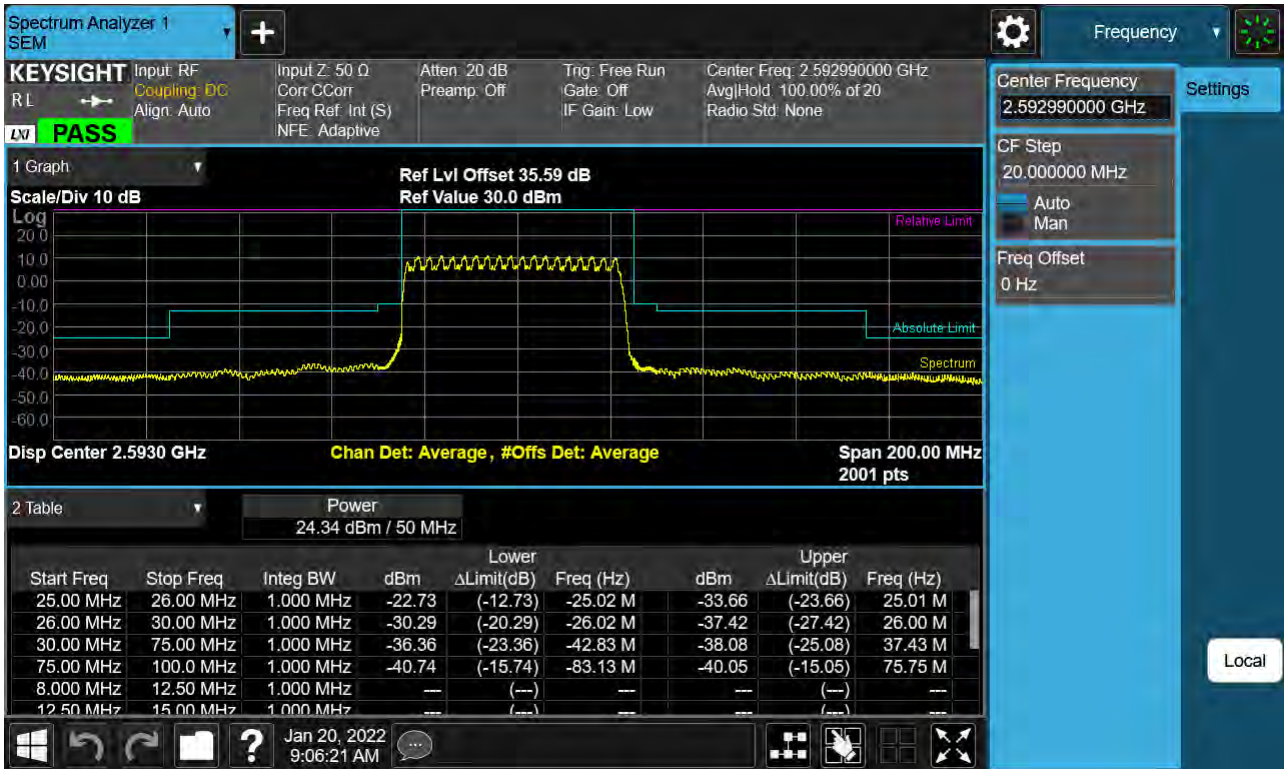 Spectrum Analyzer 1
SEM
Frequency
KEYSIGHT
R L
LXI PASS
Input: RF
Coupling: DC
Align: Auto
Input Z: 50 Ω
Corr CCorr
Freq Ref: Int (S)
NFE: Adaptive
Atten: 20 dB
Preamp: Off
Trig: Free Run
Gate: Off
IF Gain: Low
Center Freq: 2.592990000 GHz
Avg|Hold: 100.00% of 20
Radio Std: None
Center Frequency
2.592990000 GHz
Settings
CF Step
20.000000 MHz
Auto
Man
Freq Offset
0 Hz
1 Graph
Scale/Div 10 dB
Ref Lvl Offset 35.59 dB
Ref Value 30.0 dBm
Log
20.0
10.0
0.00
-10.0
-20.0
-30.0
-40.0
-50.0
-60.0
Relative Limit
Absolute Limit
Spectrum
Disp Center 2.5930 GHz
Chan Det: Average, #Offs Det: Average
Span 200.00 MHz
2001 pts
2 Table
Power
24.34 dBm / 50 MHz
Lower Upper
Start Freq Stop Freq Integ BW dBm ΔLimit(dB) Freq (Hz) dBm ΔLimit(dB) Freq (Hz)
25.00 MHz 26.00 MHz 1.000 MHz -22.73 (-12.73) -25.02 M -33.66 (-23.66) 25.01 M
26.00 MHz 30.00 MHz 1.000 MHz -30.29 (-20.29) -26.02 M -37.42 (-27.42) 26.00 M
30.00 MHz 75.00 MHz 1.000 MHz -36.36 (-23.36) -42.83 M -38.08 (-25.08) 37.43 M
75.00 MHz 100.0 MHz 1.000 MHz -40.74 (-15.74) -83.13 M -40.05 (-15.05) 75.75 M
8.000 MHz 12.50 MHz 1.000 MHz --- (---) --- --- (---) ---
12.50 MHz 15.00 MHz 1.000 MHz --- (---) --- --- (---) ---
Local
?
Jan 20, 2022
9:06:21 AM